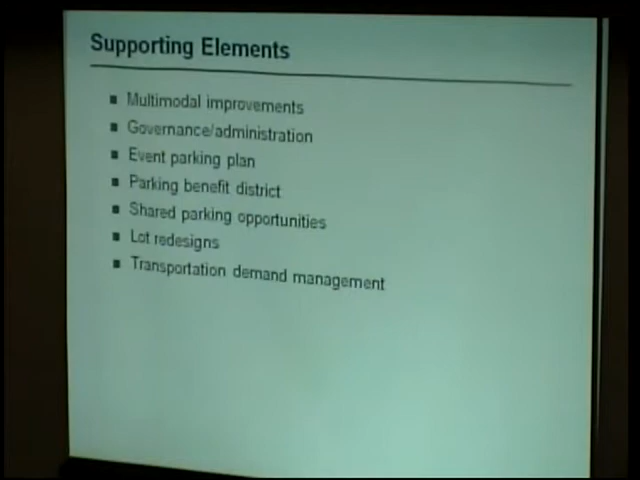 Supporting Elements
Multimodal improvements
Governance/administration
Event parking plan
Parking benefit district
Shared parking opportunities
Lot redesigns
Transportation demand management